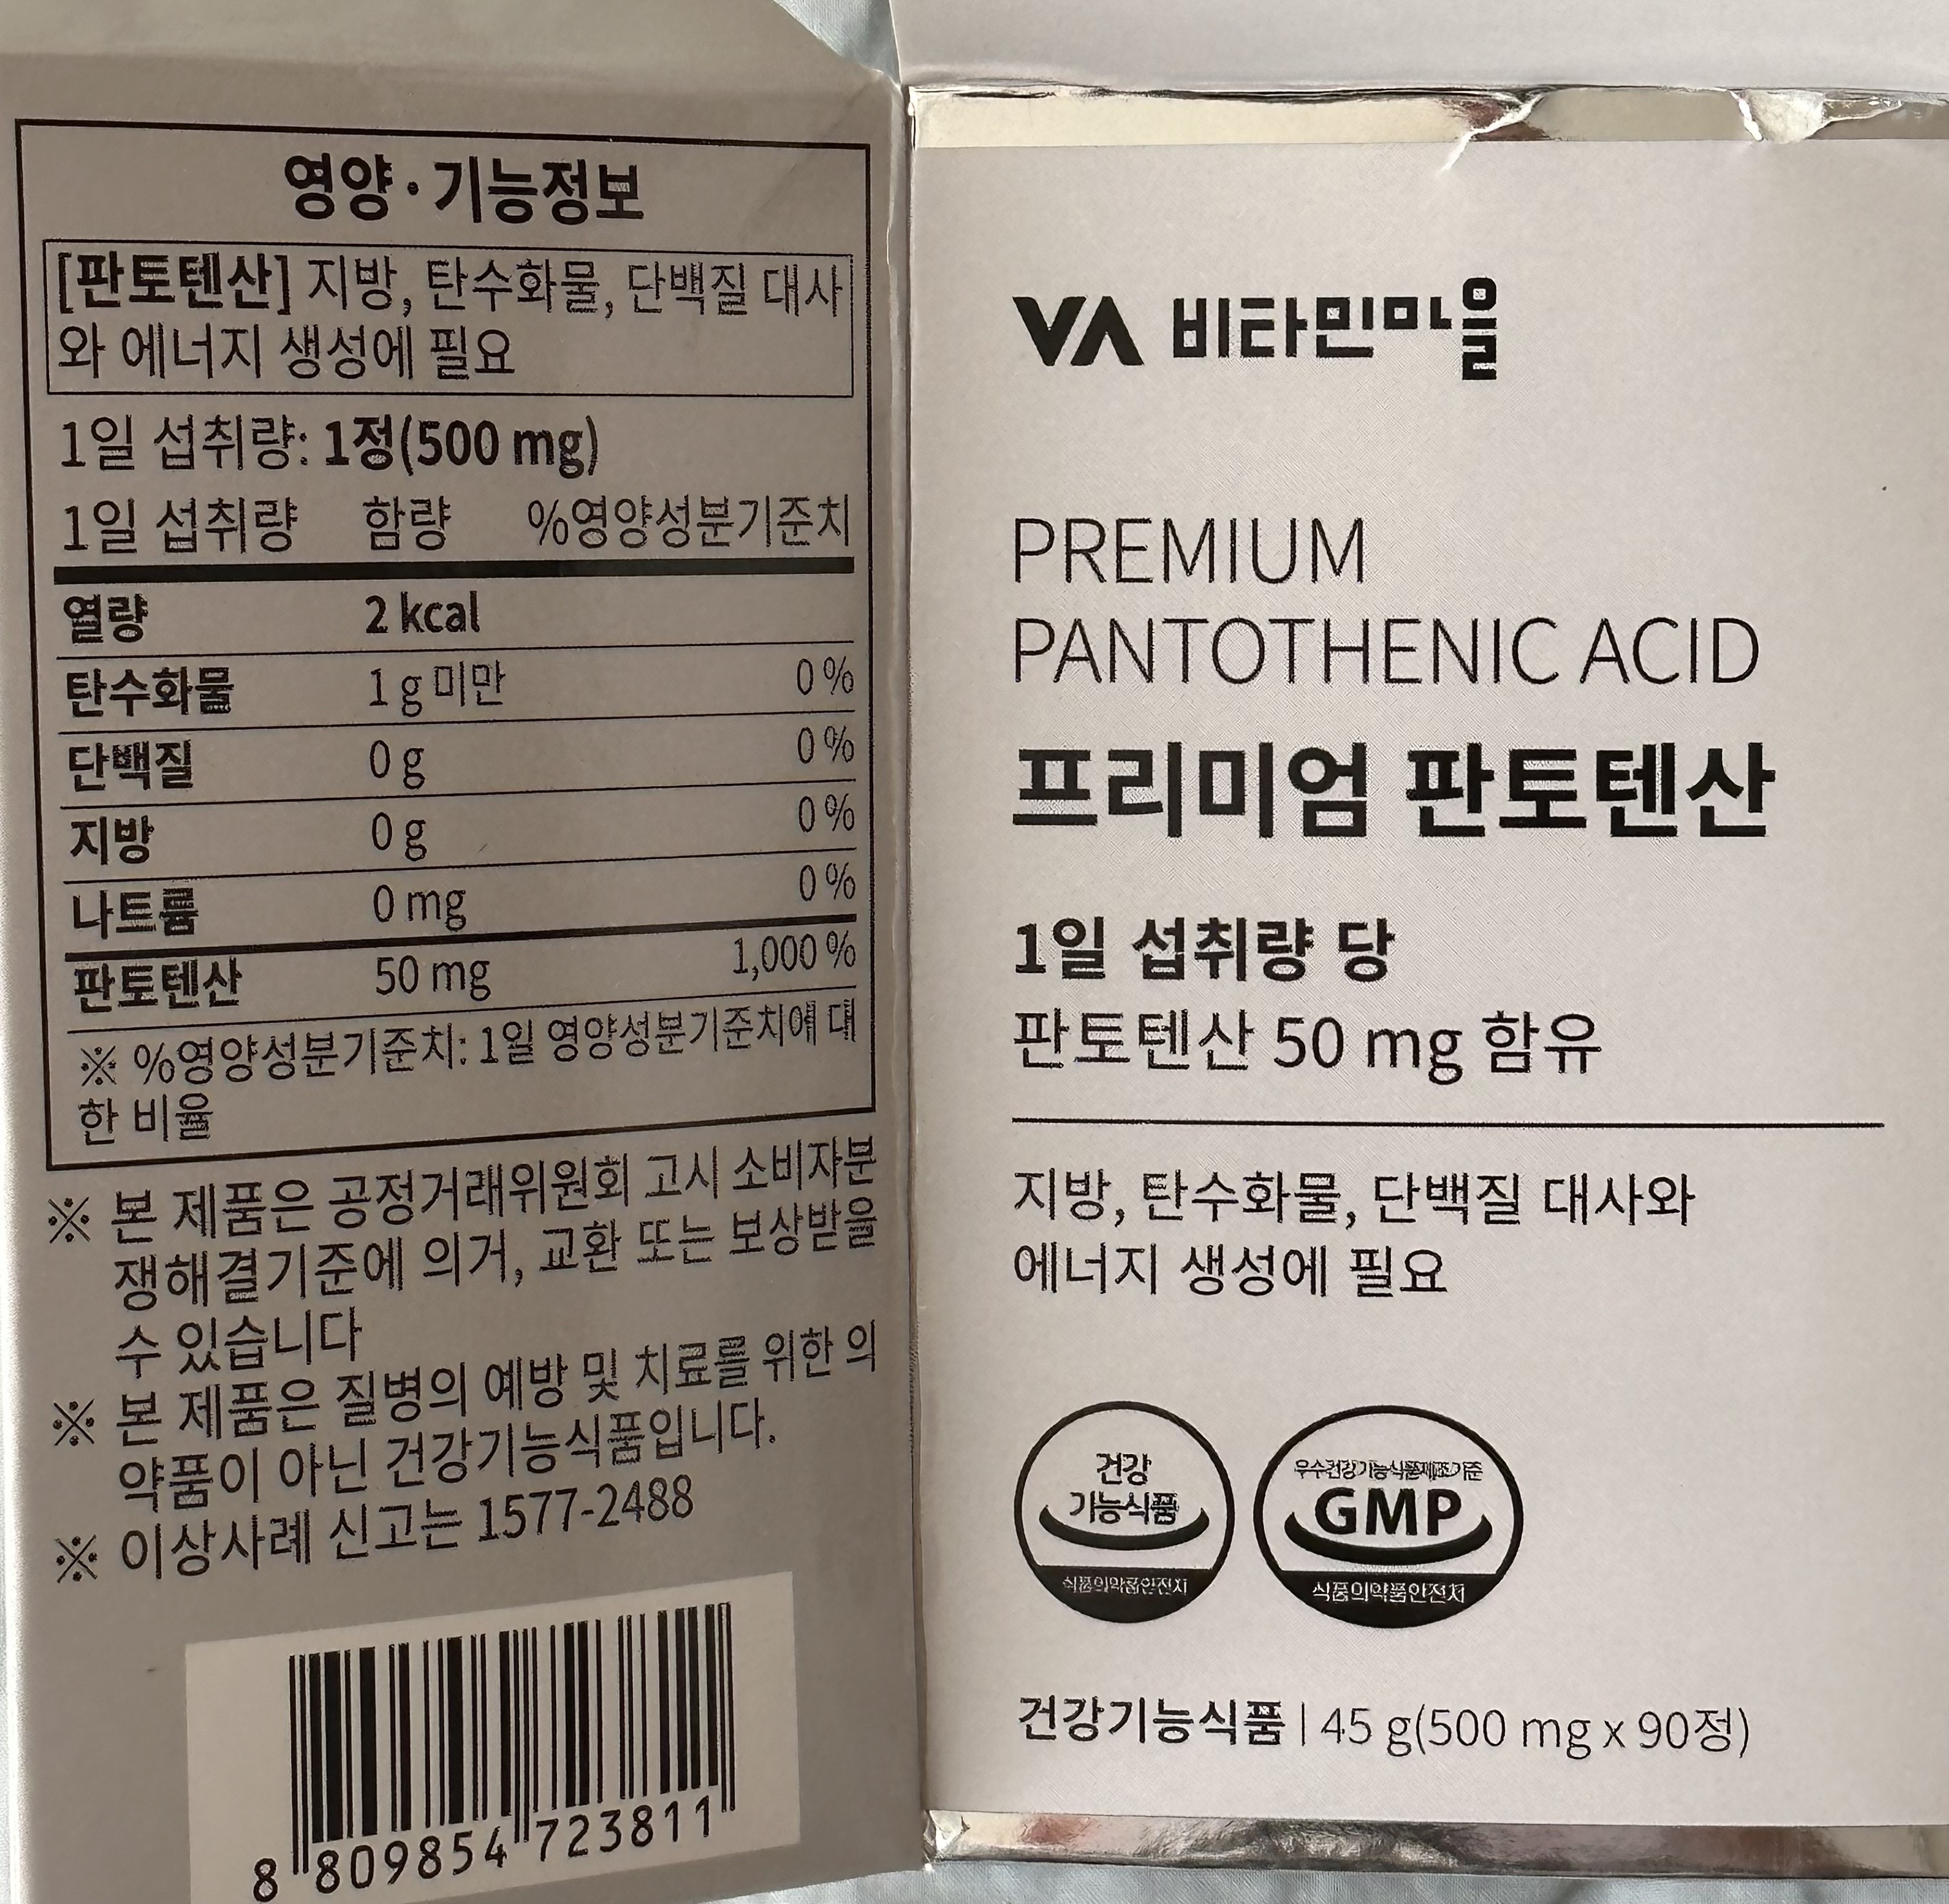 영양·기능정보
[판토텐산] 지방, 탄수화물, 단백질 대사
와 에너지 생성에 필요
1일 섭취량: 1정(500 mg)
1일 섭취량 함량 %영양성분기준치
열량 2 kcal
탄수화물 1 g 미만 0 %
단백질 0 g 0 %
지방 0 g 0 %
나트륨 0 mg 0 %
판토텐산 50 mg 1,000 %
※ %영양성분기준치: 1일 영양성분기준치에 대
한 비율
※ 본 제품은 공정거래위원회 고시 소비자분
쟁해결기준에 의거, 교환 또는 보상받을
수 있습니다
※ 본 제품은 질병의 예방 및 치료를 위한 의
약품이 아닌 건강기능식품입니다.
※ 이상사례 신고는 1577-2488
8 809854 723811
VA 비타민마을
PREMIUM
PANTOTHENIC ACID
프리미엄 판토텐산
1일 섭취량 당
판토텐산 50 mg 함유
지방, 탄수화물, 단백질 대사와
에너지 생성에 필요
건강
기능식품
식품의약품안전처
우수건강기능식품제조기준
GMP
식품의약품안전처
건강기능식품 | 45 g(500 mg x 90정)